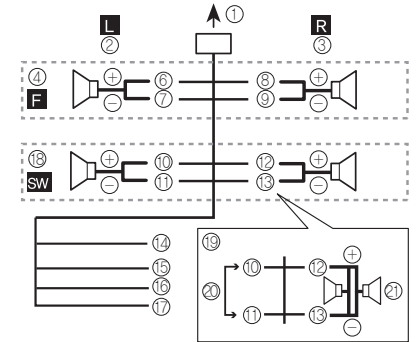 ①
L R
② ③
④ + ⑥ ⑧ +
F − ⑦ ⑨ −
⑱ + ⑩ ⑫ +
SW − ⑪ ⑬ −
⑭
⑮
⑯
⑰
⑲
⑩ ⑫ +
⑳ ㉑
⑪ ⑬ −